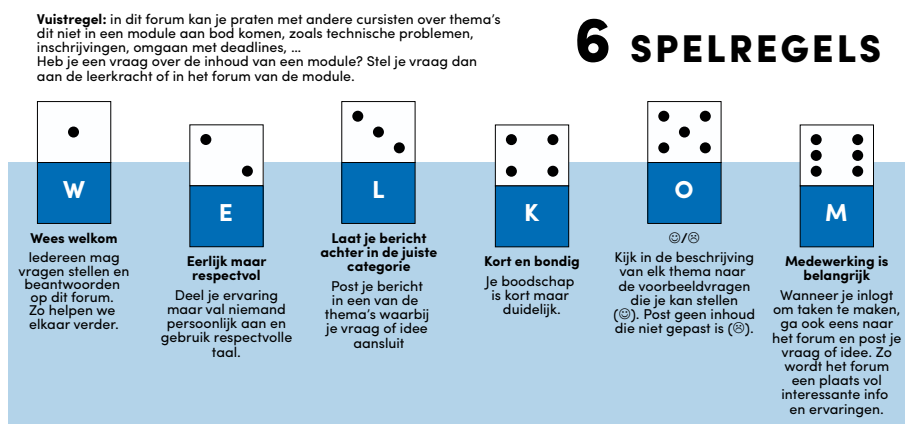 Vuistregel: in dit forum kan je praten met andere cursisten over thema's
dit niet in een module aan bod komen, zoals technische problemen,
inschrijvingen, omgaan met deadlines, ...
Heb je een vraag over de inhoud van een module? Stel je vraag dan
aan de leerkracht of in het forum van de module.
6 SPELREGELS
W
Wees welkom
Iedereen mag
vragen stellen en
beantwoorden
op dit forum.
Zo helpen we
elkaar verder.
E
Eerlijk maar
respectvol
Deel je ervaring
maar val niemand
persoonlijk aan en
gebruik respectvolle
taal.
L
Laat je bericht
achter in de juiste
categorie
Post je bericht
in een van de
thema's waarbij
je vraag of idee
aansluit
K
Kort en bondig
Je boodschap
is kort maar
duidelijk.
O
☺/☹
Kijk in de beschrijving
van elk thema naar
de voorbeeldvragen
die je kan stellen
(☺). Post geen inhoud
die niet gepast is (☹).
M
Medewerking is
belangrijk
Wanneer je inlogt
om taken te maken,
ga ook eens naar
het forum en post je
vraag of idee. Zo
wordt het forum
een plaats vol
interessante info
en ervaringen.